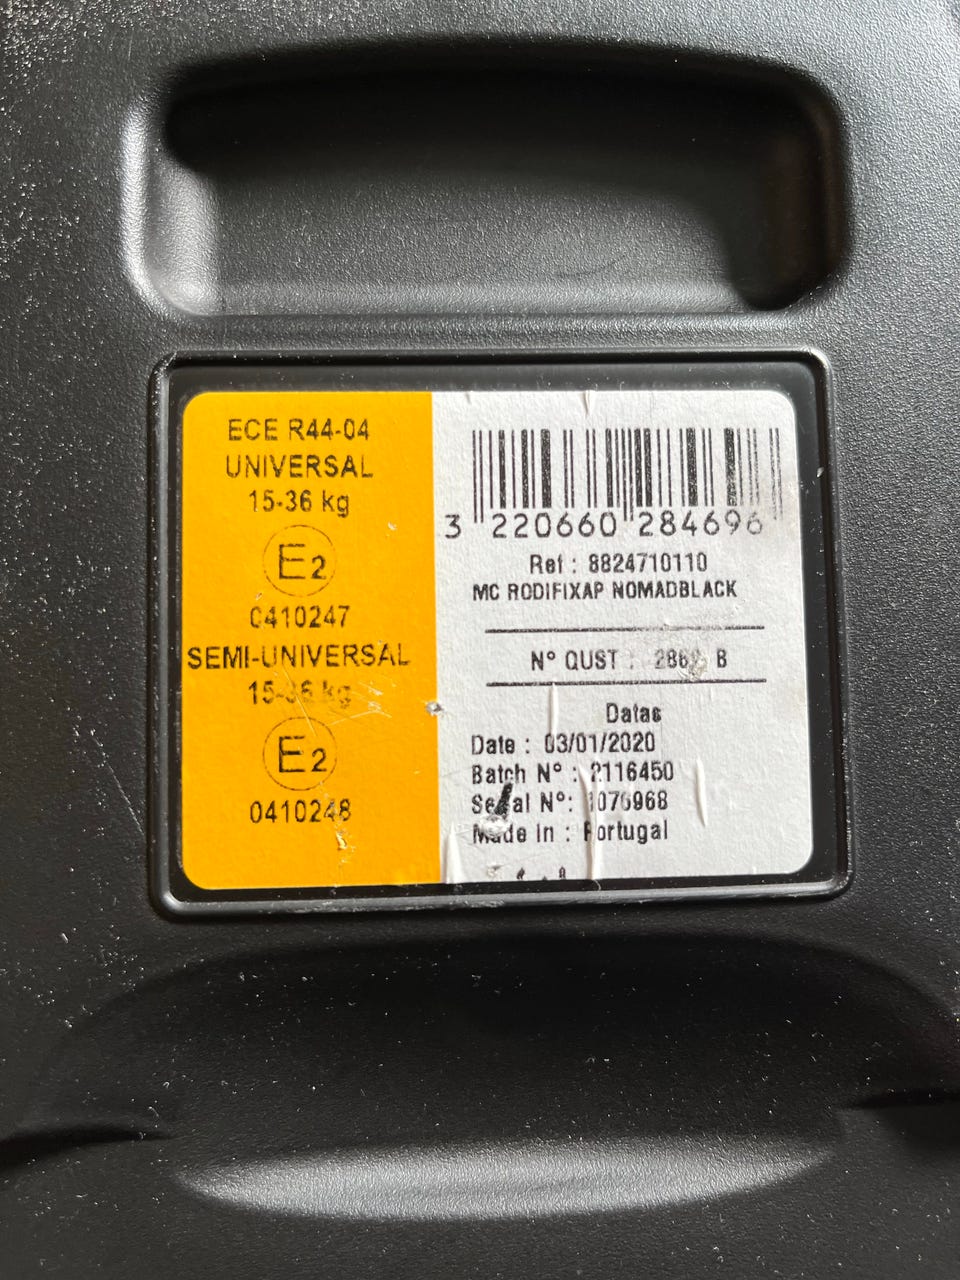 ECE R44-04
UNIVERSAL
15-36 kg
E2
0410247
SEMI-UNIVERSAL
15-36 kg
E2
0410248
3 220660 284696
Ref : 8824710110
MC RODIFIXAP NOMADBLACK
N° QUST : B
Datas
Date : 03/01/2020
Batch N° : 2116450
Serial N°:
Made in : Portugal